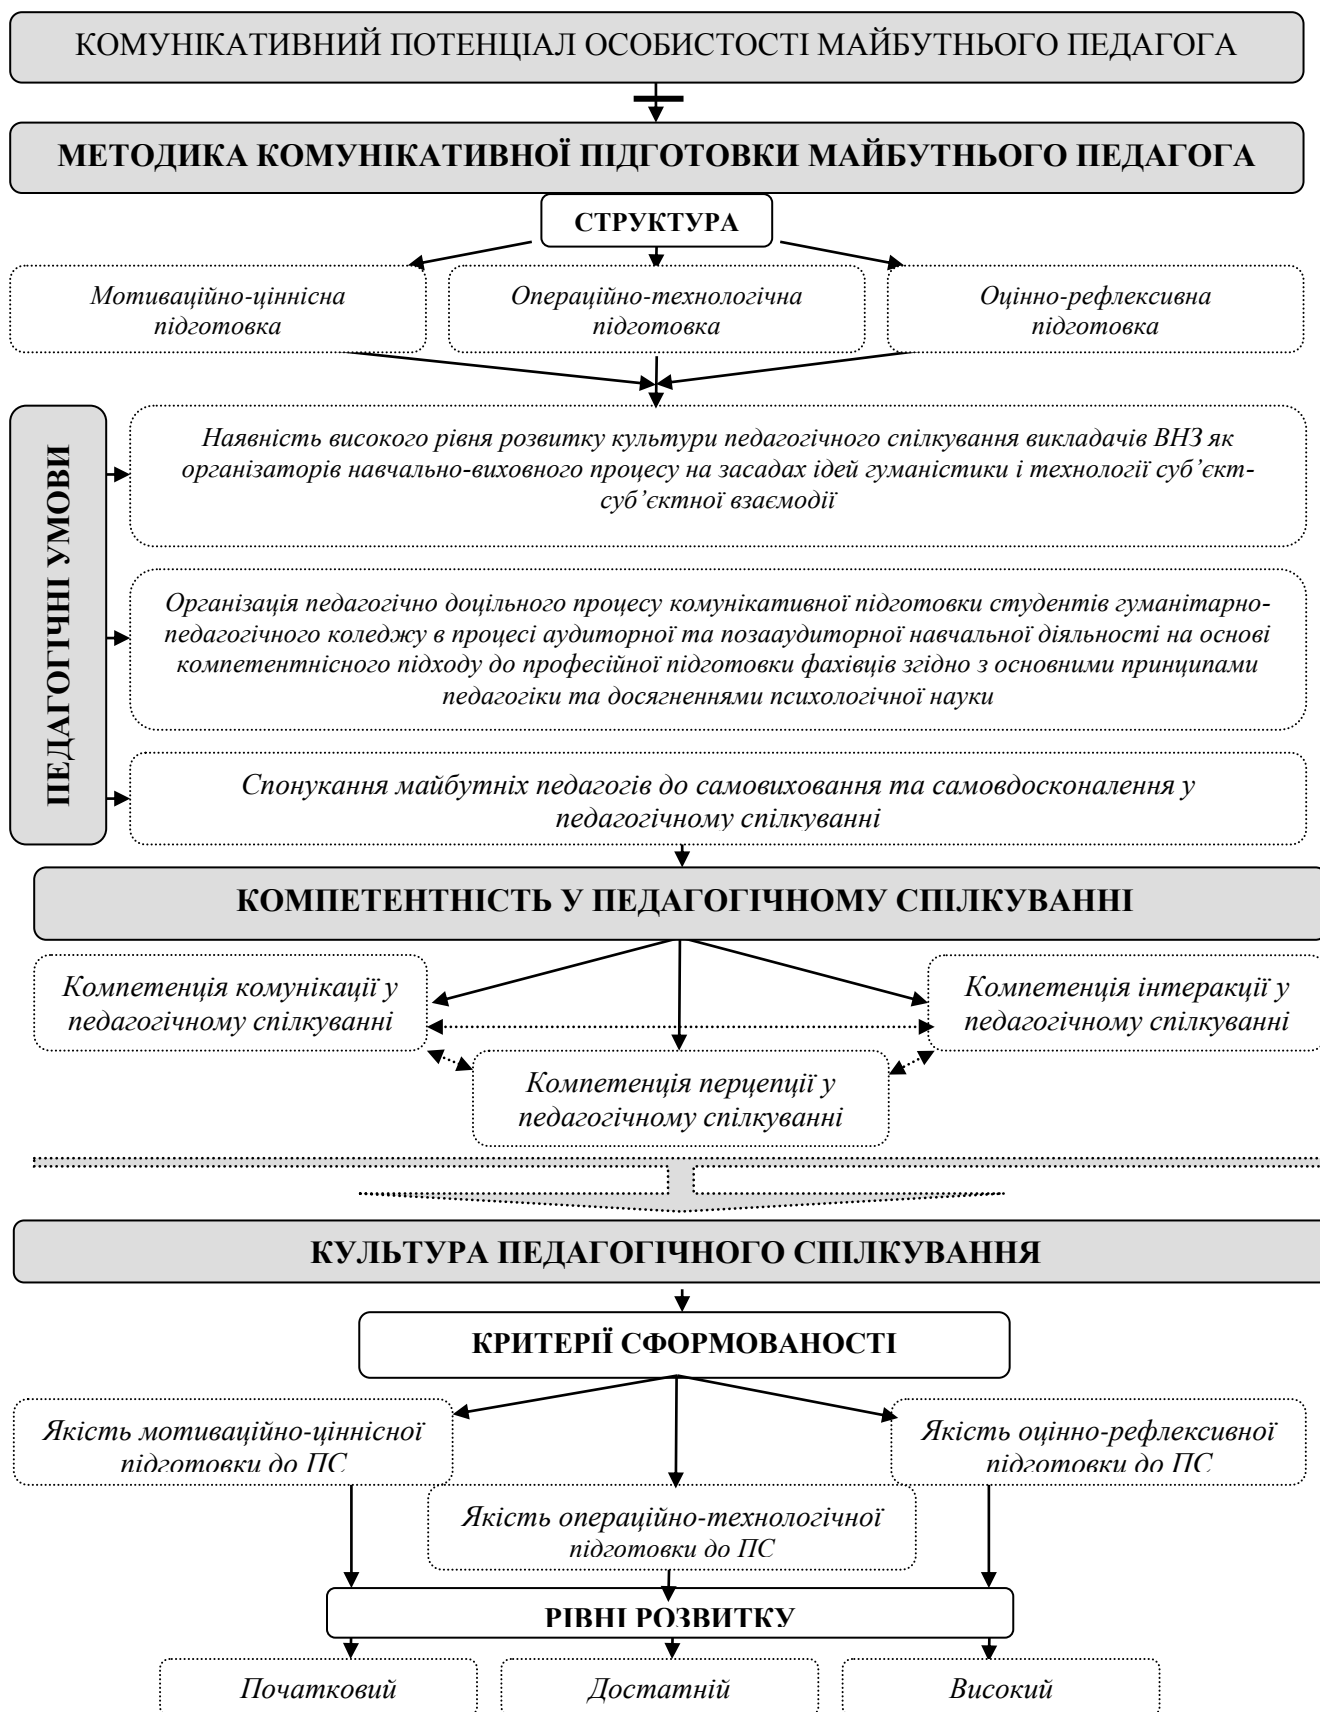 КОМУНІКАТИВНИЙ ПОТЕНЦІАЛ ОСОБИСТОСТІ МАЙБУТНЬОГО ПЕДАГОГА
МЕТОДИКА КОМУНІКАТИВНОЇ ПІДГОТОВКИ МАЙБУТНЬОГО ПЕДАГОГА
СТРУКТУРА
Мотиваційно-ціннісна
підготовка
Операційно-технологічна
підготовка
Оцінно-рефлексивна
підготовка
ПЕДАГОГІЧНІ УМОВИ
Наявність високого рівня розвитку культури педагогічного спілкування викладачів ВНЗ як
організаторів навчально-виховного процесу на засадах ідей гуманістики і технології суб’єкт-
суб’єктної взаємодії
Організація педагогічно доцільного процесу комунікативної підготовки студентів гуманітарно-
педагогічного коледжу в процесі аудиторної та позааудиторної навчальної діяльності на основі
компетентнісного підходу до професійної підготовки фахівців згідно з основними принципами
педагогіки та досягненнями психологічної науки
Спонукання майбутніх педагогів до самовиховання та самовдосконалення у
педагогічному спілкуванні
КОМПЕТЕНТНІСТЬ У ПЕДАГОГІЧНОМУ СПІЛКУВАННІ
Компетенція комунікації у
педагогічному спілкуванні
Компетенція інтеракції у
педагогічному спілкуванні
Компетенція перцепції у
педагогічному спілкуванні
КУЛЬТУРА ПЕДАГОГІЧНОГО СПІЛКУВАННЯ
КРИТЕРІЇ СФОРМОВАНОСТІ
Якість мотиваційно-ціннісної
підготовки до ПС
Якість оцінно-рефлексивної
підготовки до ПС
Якість операційно-технологічної
підготовки до ПС
РІВНІ РОЗВИТКУ
Початковий
Достатній
Високий